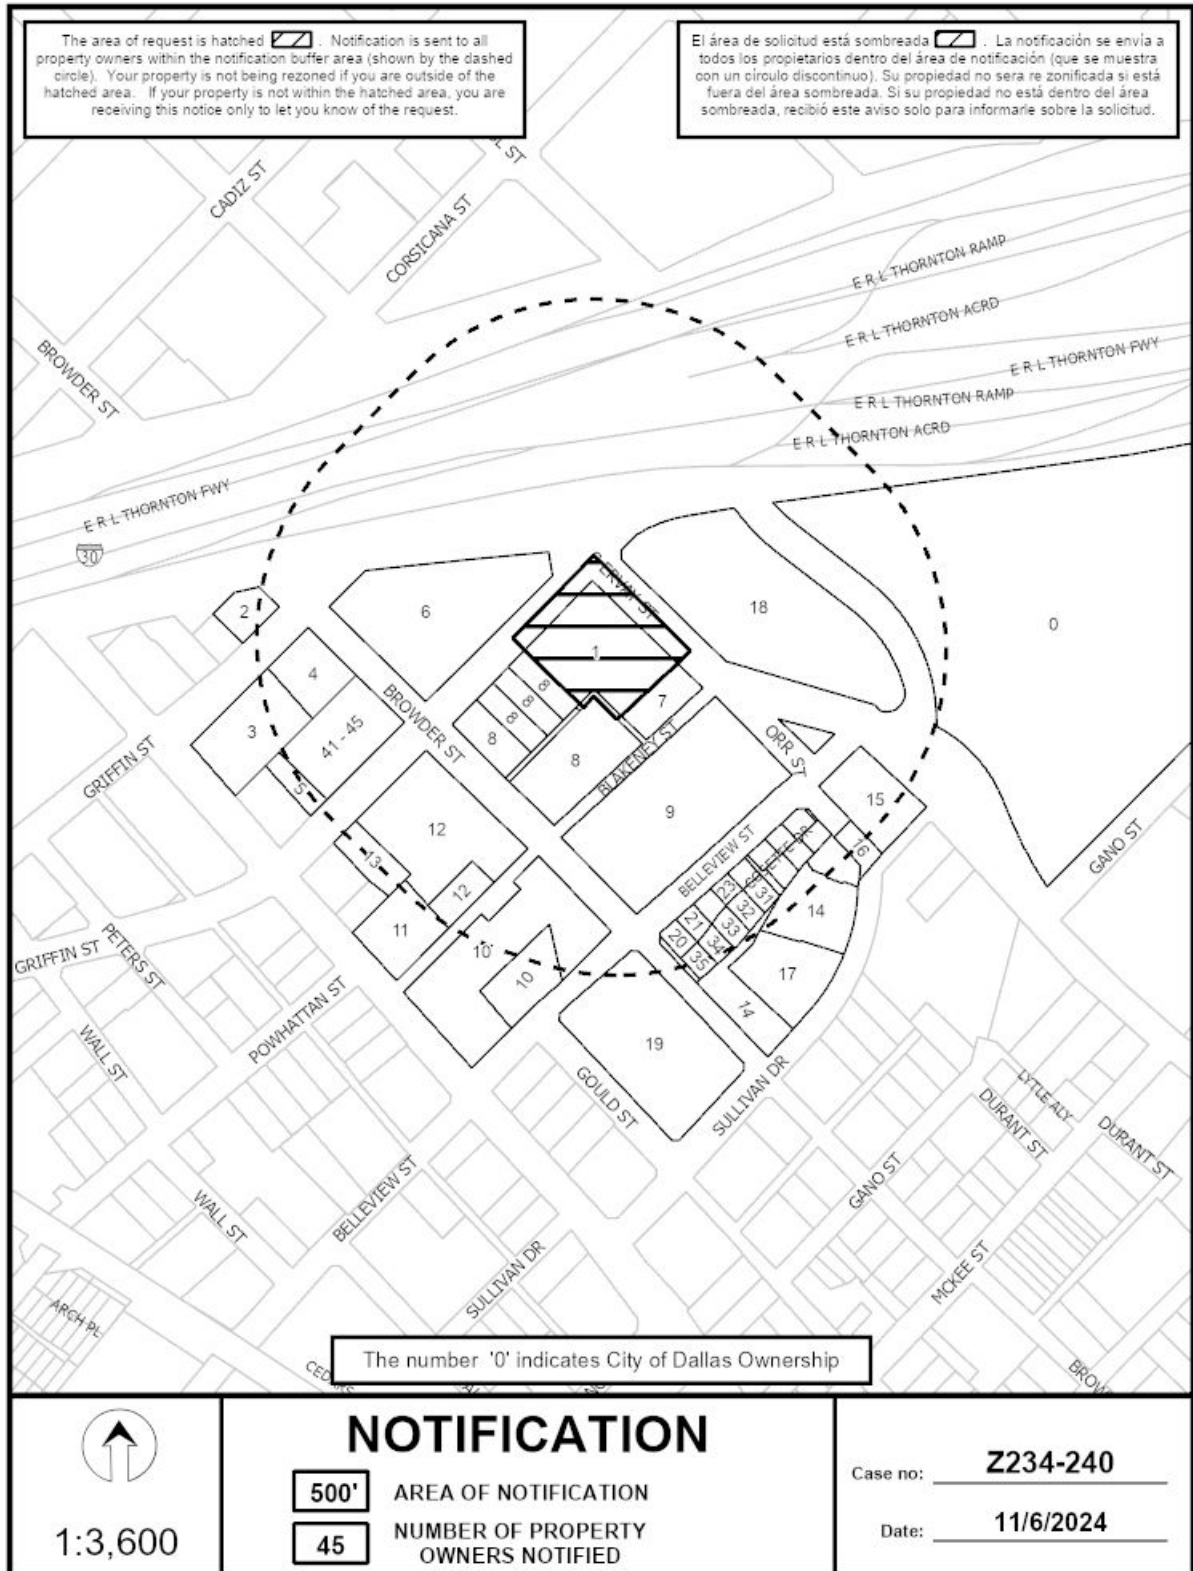 The area of request is hatched . Notification is sent to all
property owners within the notification buffer area (shown by the dashed
circle). Your property is not being rezoned if you are outside of the
hatched area. If your property is not within the hatched area, you are
receiving this notice only to let you know of the request.
El área de solicitud está sombreada . La notificación se envía a
todos los propietarios dentro del área de notificación (que se muestra
con un círculo discontinuo). Su propiedad no sera re zonificada si está
fuera del área sombreada. Si su propiedad no está dentro del área
sombreada, recibió este aviso solo para informarle sobre la solicitud.
CADIZ ST
CORSICANA ST
E R L THORNTON RAMP
E R L THORNTON ACRD
E R L THORNTON FWY
BROWDER ST
E R L THORNTON RAMP
E R L THORNTON ACRD
E R L THORNTON FWY
30
S ERVAY ST
2
6
18
0
1
4
8
7
3
41 - 45
BROWDER ST
8
8
8
8
BLAKENEY ST
ORR ST
GRIFFIN ST
5
9
15
12
13
BELLEVIEW ST
16
GANO ST
12
23
31
32
21
33
14
11
20
34
35
GRIFFIN ST
PETERS ST
10
10
17
14
POWHATTAN ST
WALL ST
19
GOULD ST
SULLIVAN DR
LYTLE ALY
DURANT ST
DURANT ST
BELLEVIEW ST
GANO ST
WALL ST
SULLIVAN DR
MCKEE ST
ARCH PL
The number '0' indicates City of Dallas Ownership
1:3,600
NOTIFICATION
500' AREA OF NOTIFICATION
45 NUMBER OF PROPERTY
OWNERS NOTIFIED
Case no: Z234-240
Date: 11/6/2024